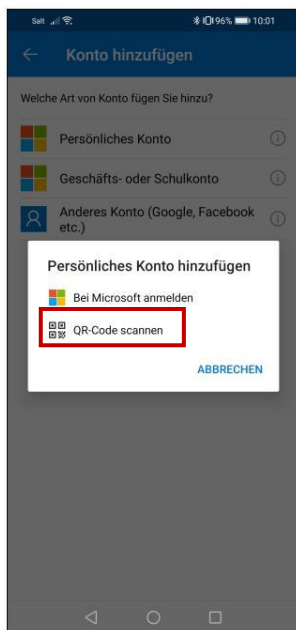 Salt 96% 10:01
Konto hinzufügen
Welche Art von Konto fügen Sie hinzu?
Persönliches Konto
Geschäfts- oder Schulkonto
Anderes Konto (Google, Facebook
etc.)
Persönliches Konto hinzufügen
Bei Microsoft anmelden
QR-Code scannen
ABBRECHEN